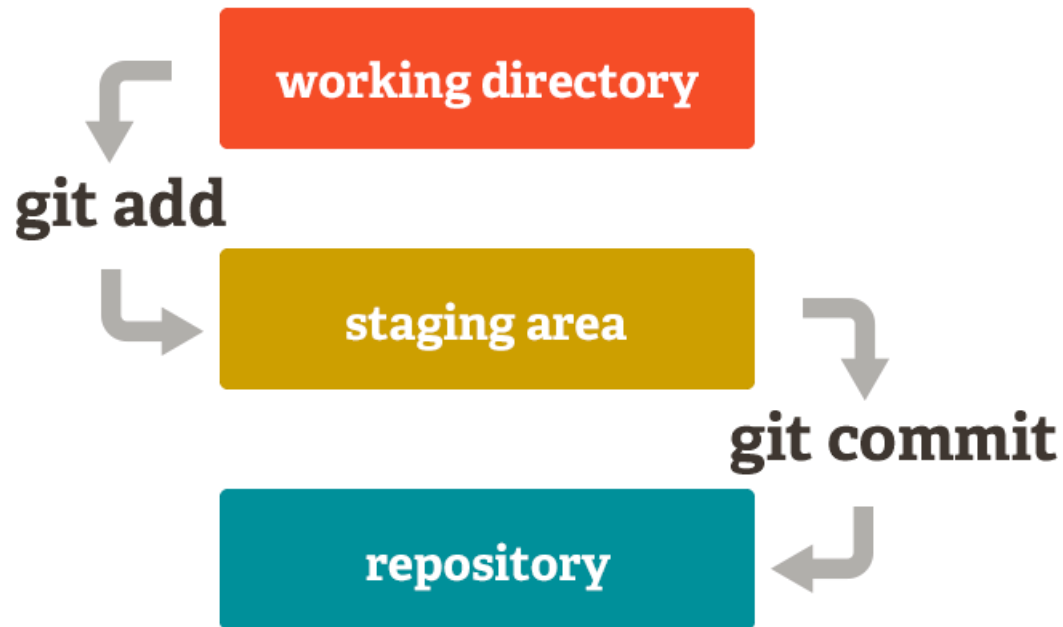 working directory
git add
staging area
git commit
repository